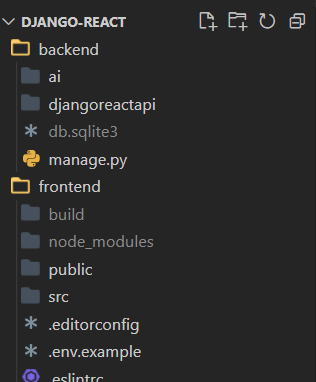 DJANGO-REACT
backend
ai
djangoreactapi
db.sqlite3
manage.py
frontend
build
node_modules
public
src
.editorconfig
.env.example
.eslintrc